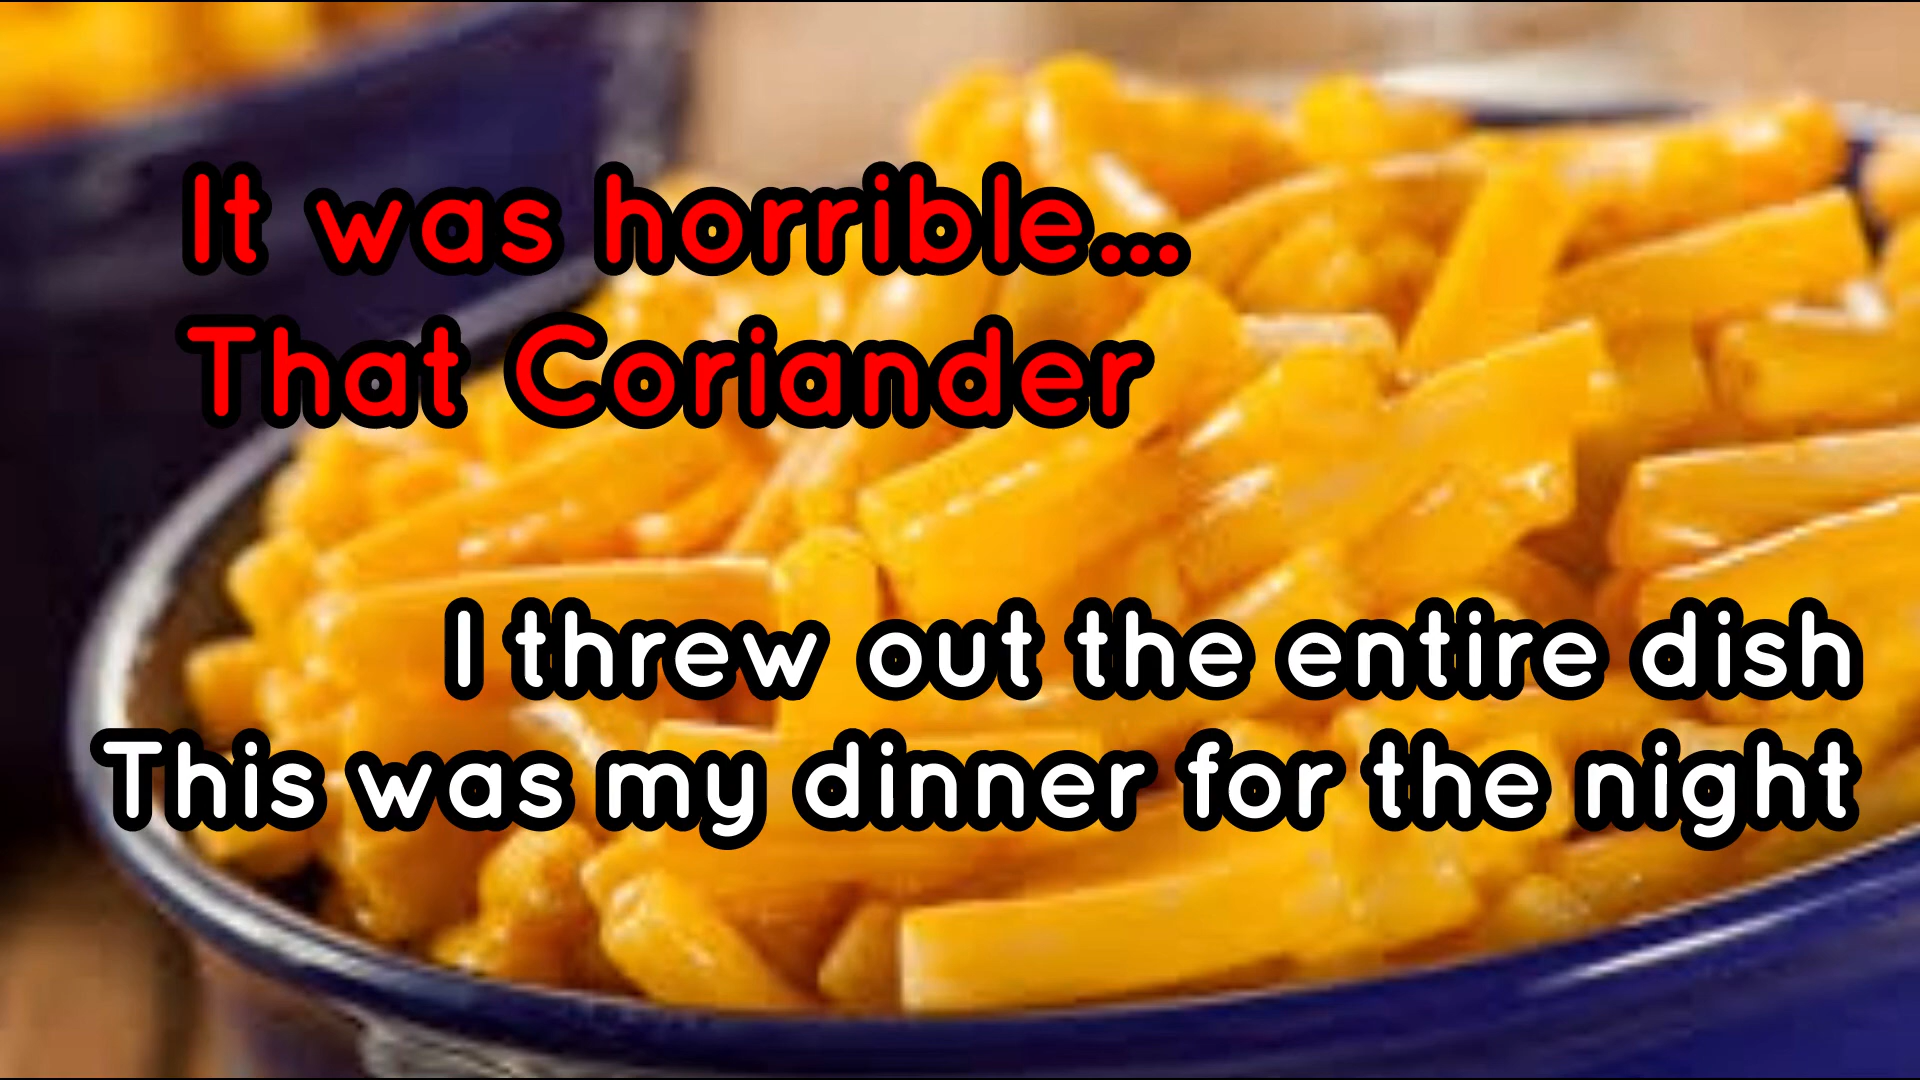 It was horrible...
That Coriander
I threw out the entire dish
This was my dinner for the night